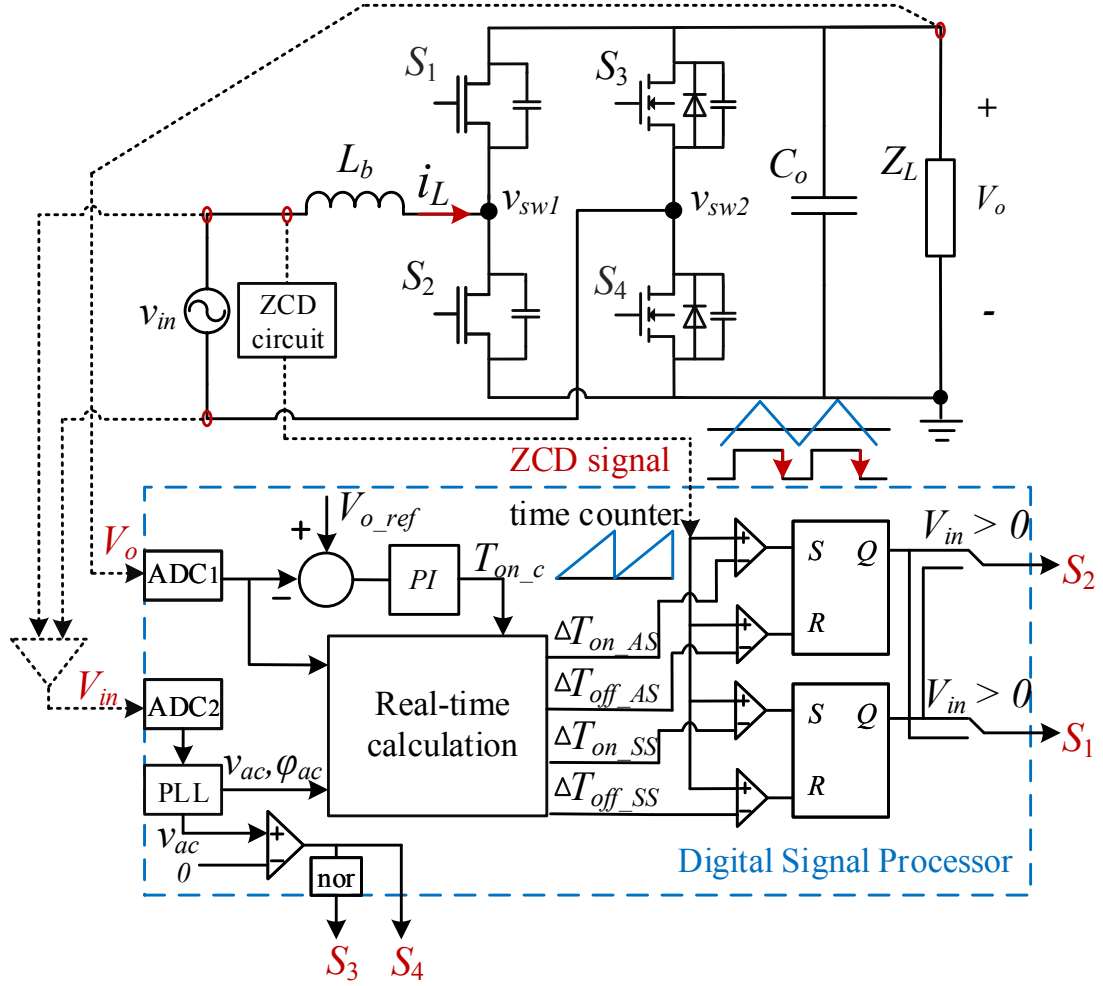 S1
S3
Lb
iL
vsw1
vsw2
Co
ZL
+
Vo
-
S2
S4
vin
ZCD
circuit
ZCD signal
Vo_ref
+
−
time counter
Vo
ADC1
PI
Ton_c
Vin
ADC2
PLL
vac,φac
Real-time
calculation
ΔTon_AS
ΔToff_AS
ΔTon_SS
ΔToff_SS
+
−
+
−
+
−
+
−
S
Q
R
S
Q
R
Vin > 0
S2
Vin > 0
S1
vac
0
+
−
nor
S3
S4
Digital Signal Processor